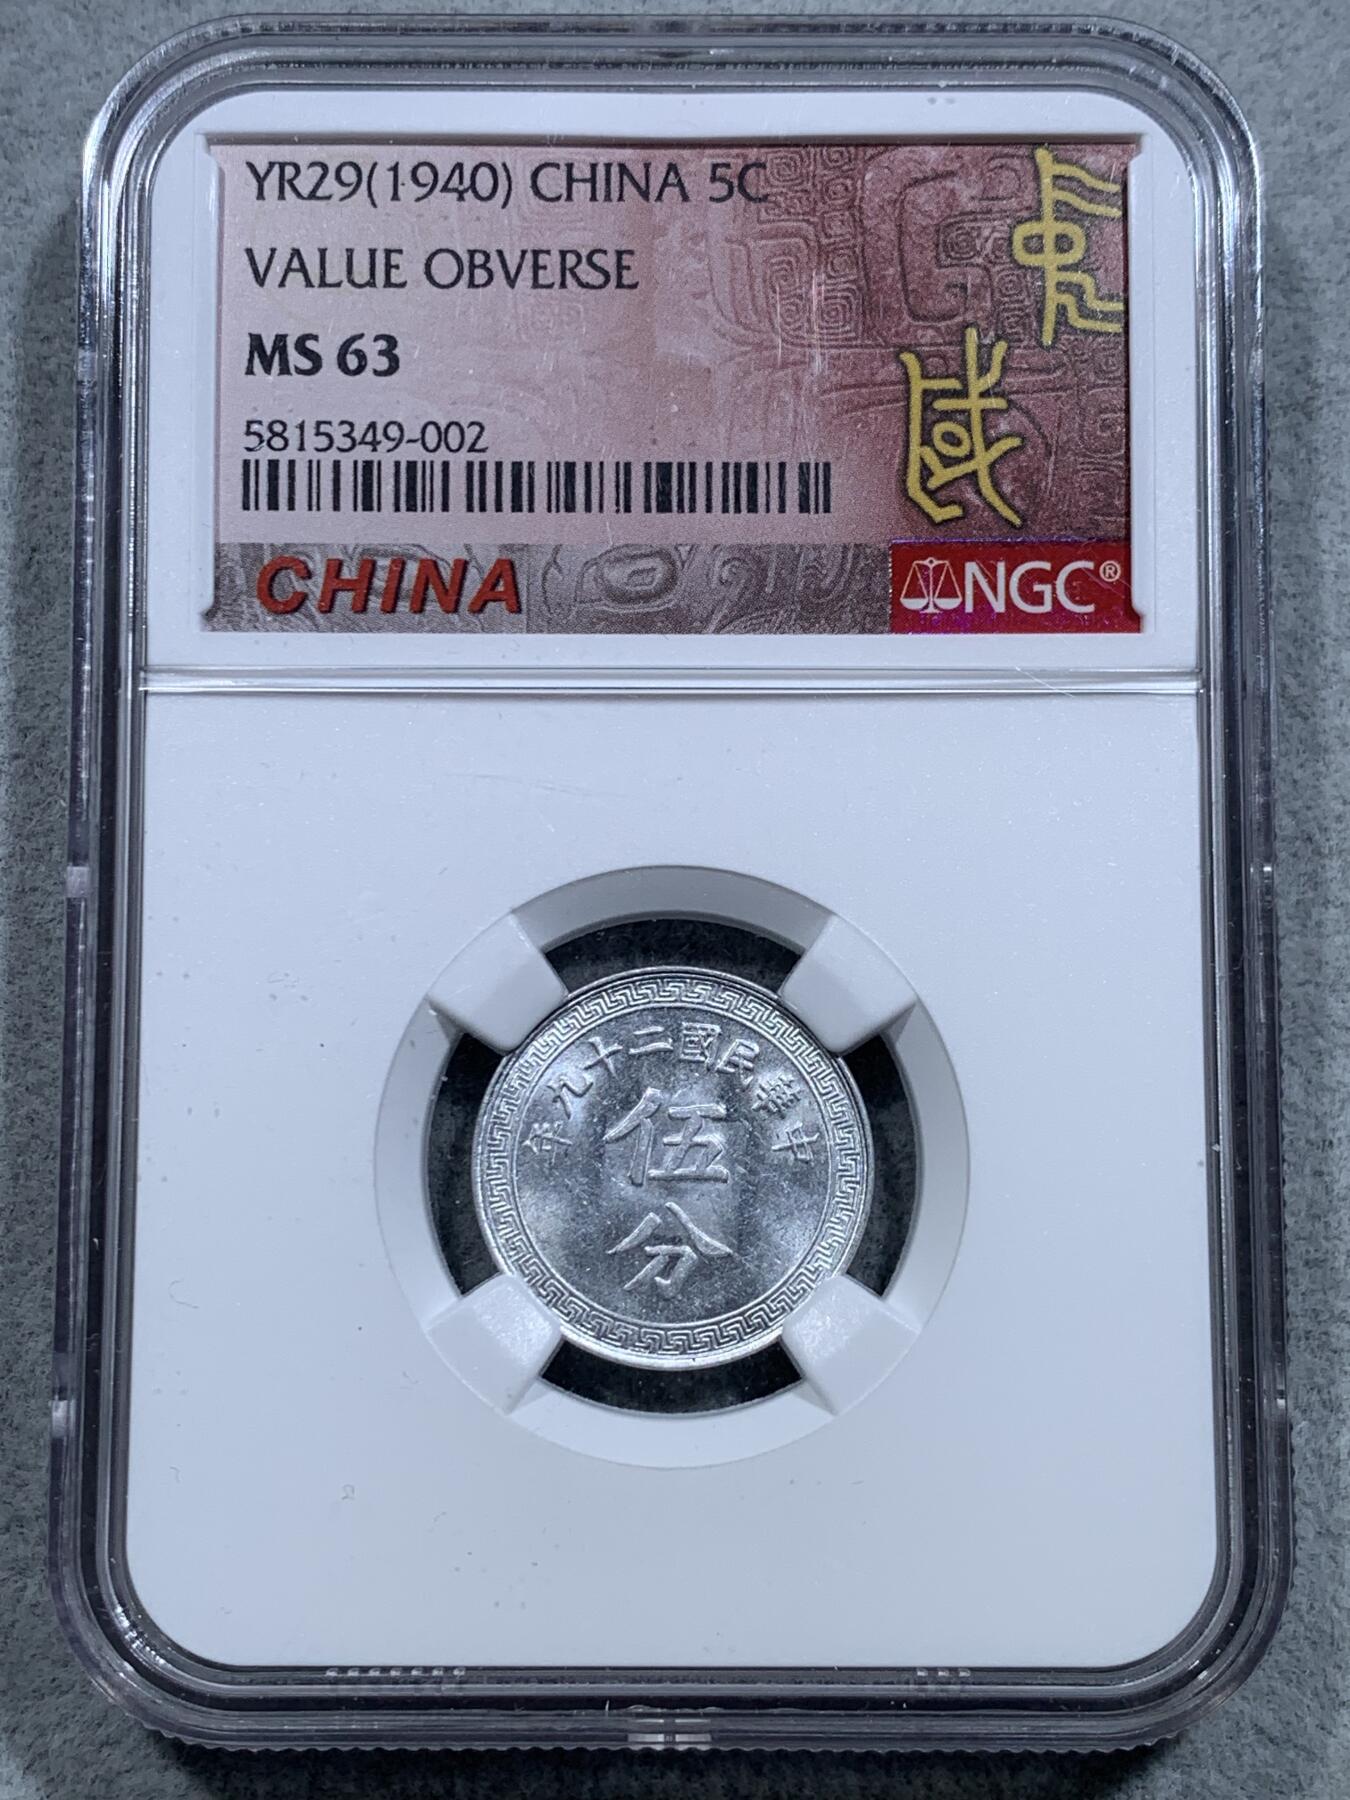 YR29(1940) CHINA 5C
VALUE OBVERSE
MS 63
5815349-002
CHINA
NGC®
中華民國二十九年
伍
分